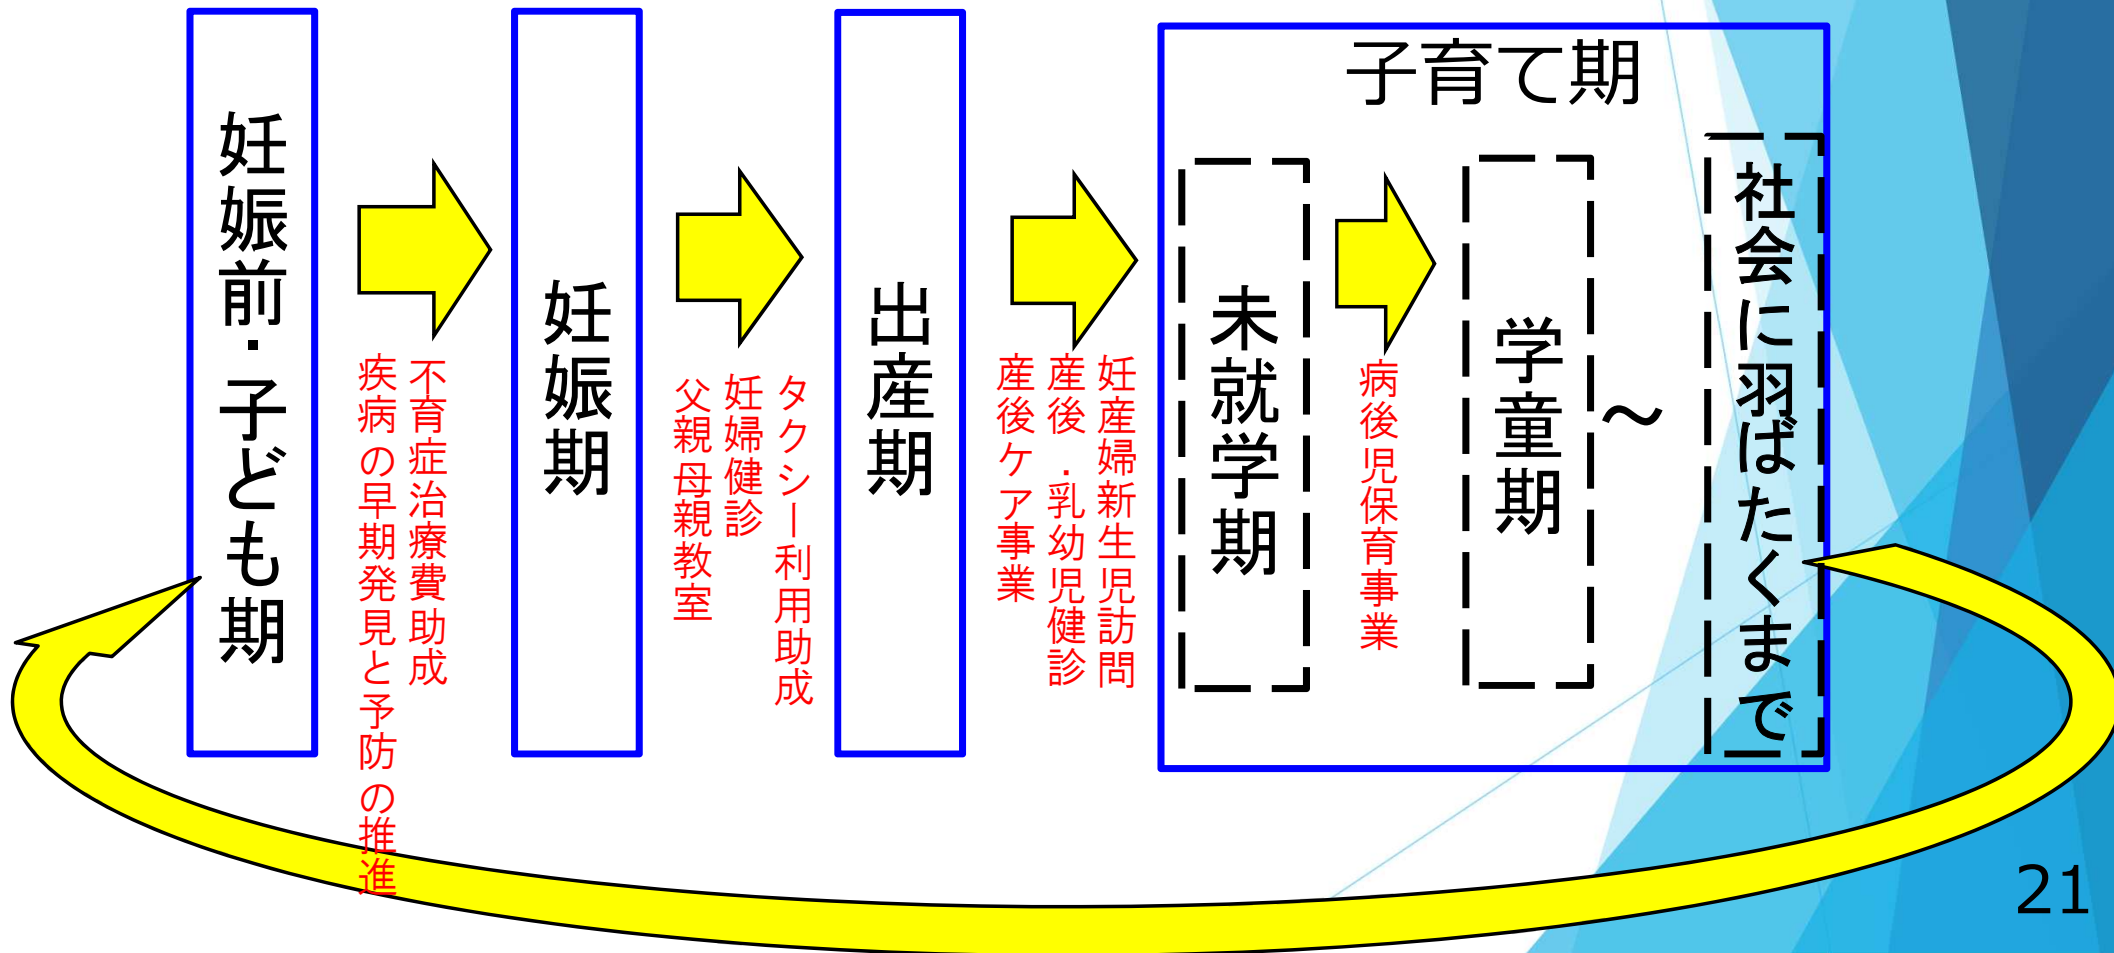 妊娠前・子ども期
不育症治療費助成
疾病の早期発見と予防の推進
妊娠期
タクシー利用助成
妊婦健診
父親母親教室
出産期
妊産婦新生児訪問
産後・乳幼児健診
産後ケア事業
子育て期
未就学期
病後児保育事業
学童期
～
社会に羽ばたくまで
21